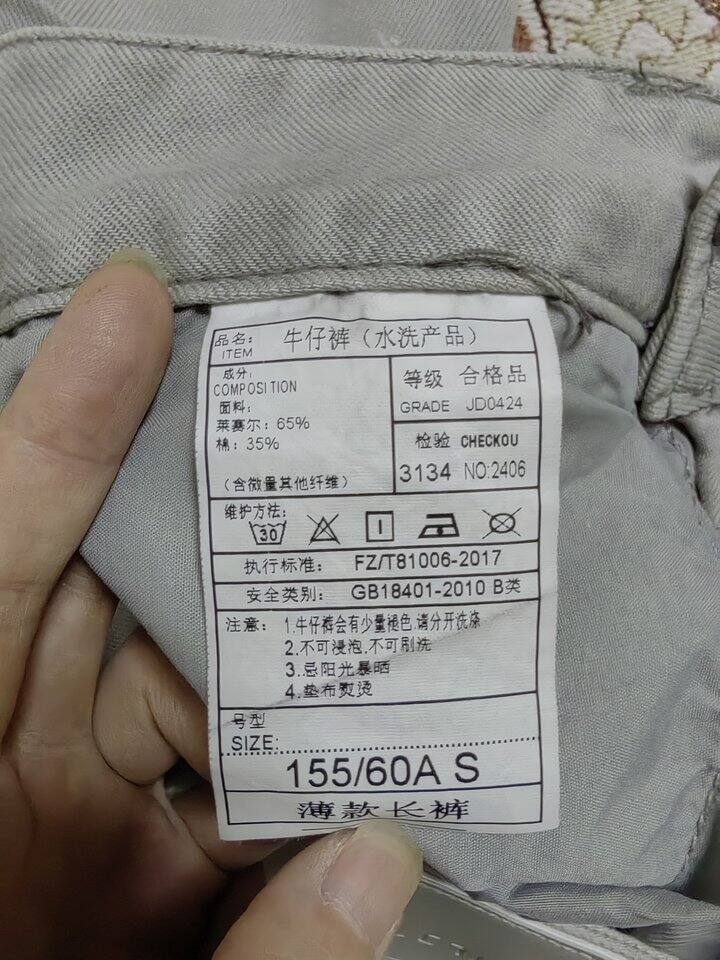 品名: 牛仔裤（水洗产品）
ITEM
成分:
COMPOSITION
面料:
莱赛尔: 65%
棉: 35%
（含微量其他纤维）
等级 合格品
GRADE JD0424
检验 CHECKOU
3134 NO:2406
维护方法:
30
执行标准: FZ/T81006-2017
安全类别: GB18401-2010 B类
注意: 1.牛仔裤会有少量褪色,请分开洗涤
2.不可浸泡,不可刷洗
3.忌阳光暴晒
4.垫布熨烫
号型
SIZE:
155/60A S
薄款长裤